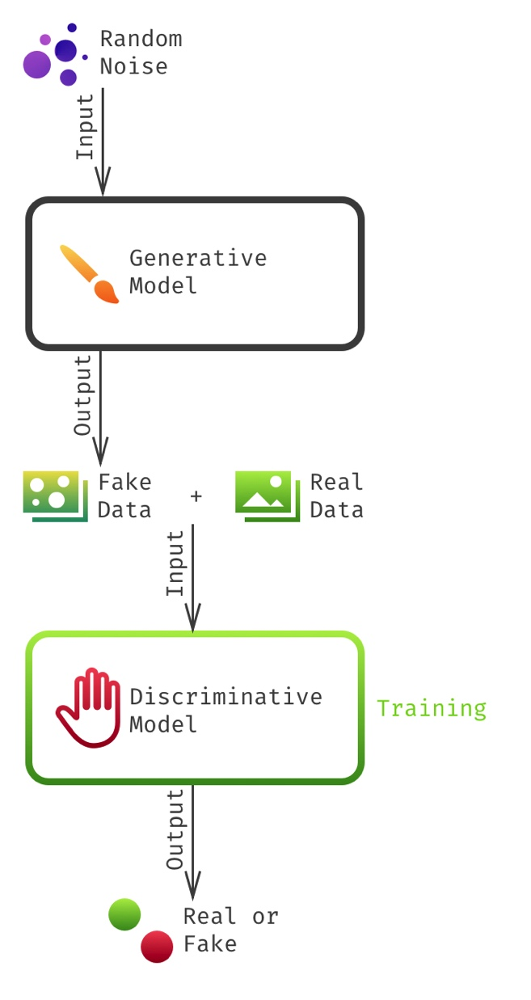 Random
Noise
Input
Generative
Model
Output
Fake
Data
+
Real
Data
Input
Discriminative
Model
Training
Output
Real or
Fake